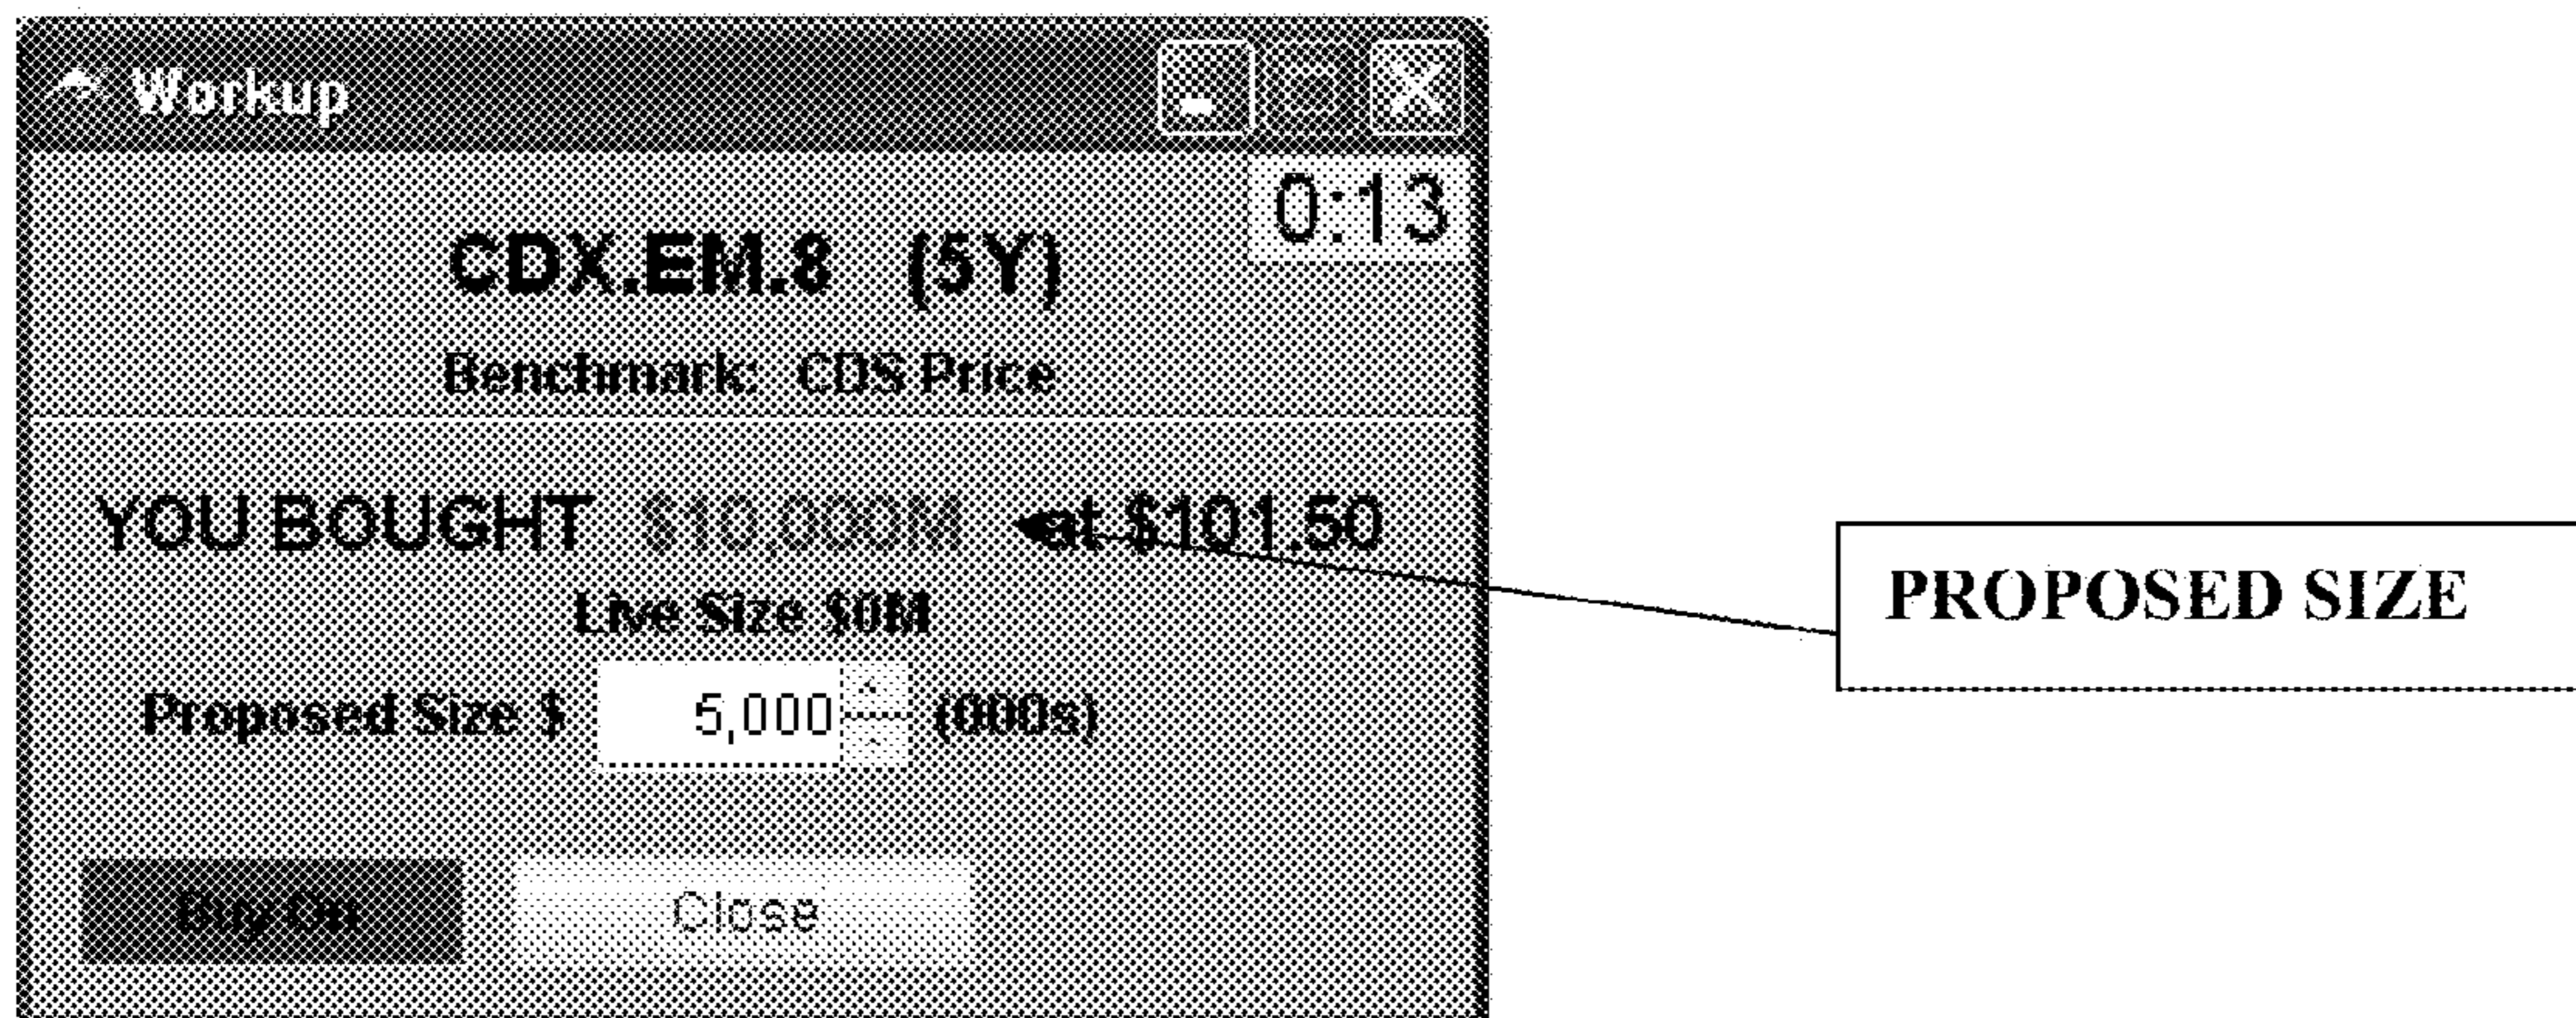 Workup
0:13
CDX.EM.8 (5Y)
Benchmark: CDS Price
YOU BOUGHT $10,000M at $101.50
PROPOSED SIZE
Live Size $0M
Proposed Size $ 5,000 (000s)
Buy On Close